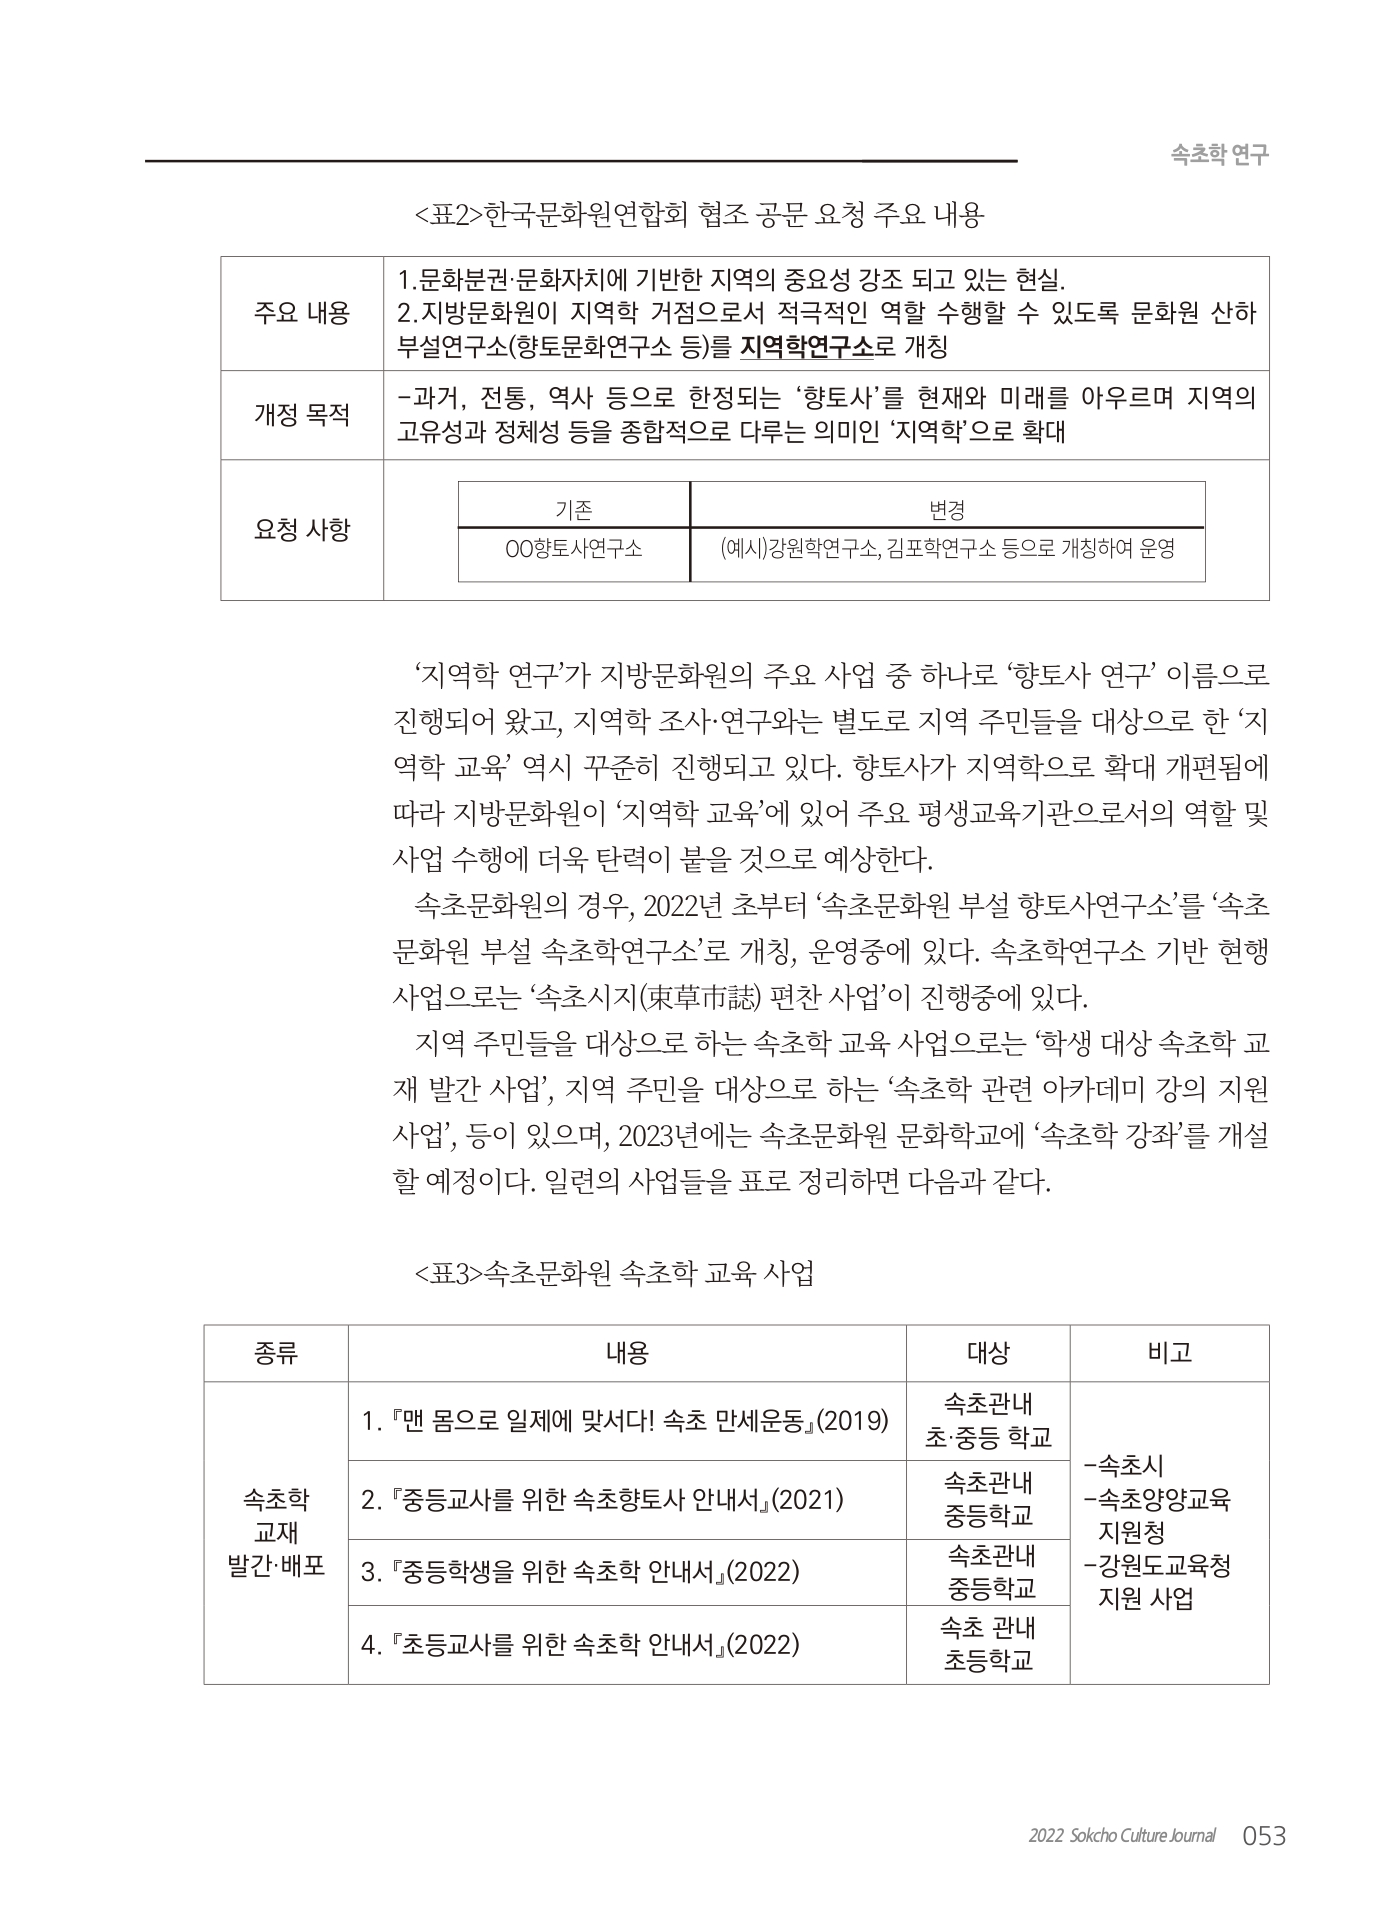 속초학 연구
<표2>한국문화원연합회 협조 공문 요청 주요 내용
주요 내용
1.문화분권·문화자치에 기반한 지역의 중요성 강조 되고 있는 현실.
2.지방문화원이 지역학 거점으로서 적극적인 역할 수행할 수 있도록 문화원 산하
부설연구소(향토문화연구소 등)를 지역학연구소로 개칭
개정 목적
-과거, 전통, 역사 등으로 한정되는 ‘향토사’를 현재와 미래를 아우르며 지역의
고유성과 정체성 등을 종합적으로 다루는 의미인 ‘지역학’으로 확대
요청 사항
기존
변경
OO향토사연구소
(예시)강원학연구소, 김포학연구소 등으로 개칭하여 운영
‘지역학 연구’가 지방문화원의 주요 사업 중 하나로 ‘향토사 연구’ 이름으로
진행되어 왔고, 지역학 조사·연구와는 별도로 지역 주민들을 대상으로 한 ‘지
역학 교육’ 역시 꾸준히 진행되고 있다. 향토사가 지역학으로 확대 개편됨에
따라 지방문화원이 ‘지역학 교육’에 있어 주요 평생교육기관으로서의 역할 및
사업 수행에 더욱 탄력이 붙을 것으로 예상한다.
속초문화원의 경우, 2022년 초부터 ‘속초문화원 부설 향토사연구소’를 ‘속초
문화원 부설 속초학연구소’로 개칭, 운영중에 있다. 속초학연구소 기반 현행
사업으로는 ‘속초시지(束草市誌) 편찬 사업’이 진행중에 있다.
지역 주민들을 대상으로 하는 속초학 교육 사업으로는 ‘학생 대상 속초학 교
재 발간 사업’, 지역 주민을 대상으로 하는 ‘속초학 관련 아카데미 강의 지원
사업’, 등이 있으며, 2023년에는 속초문화원 문화학교에 ‘속초학 강좌’를 개설
할 예정이다. 일련의 사업들을 표로 정리하면 다음과 같다.
<표3>속초문화원 속초학 교육 사업
종류
내용
대상
비고
속초학
교재
발간·배포
1. 『맨 몸으로 일제에 맞서다! 속초 만세운동』(2019)
속초관내
초·중등 학교
2. 『중등교사를 위한 속초향토사 안내서』(2021)
속초관내
중등학교
3. 『중등학생을 위한 속초학 안내서』(2022)
속초관내
중등학교
4. 『초등교사를 위한 속초학 안내서』(2022)
속초 관내
초등학교
-속초시
-속초양양교육
지원청
-강원도교육청
지원 사업
2022 Sokcho Culture Journal 053